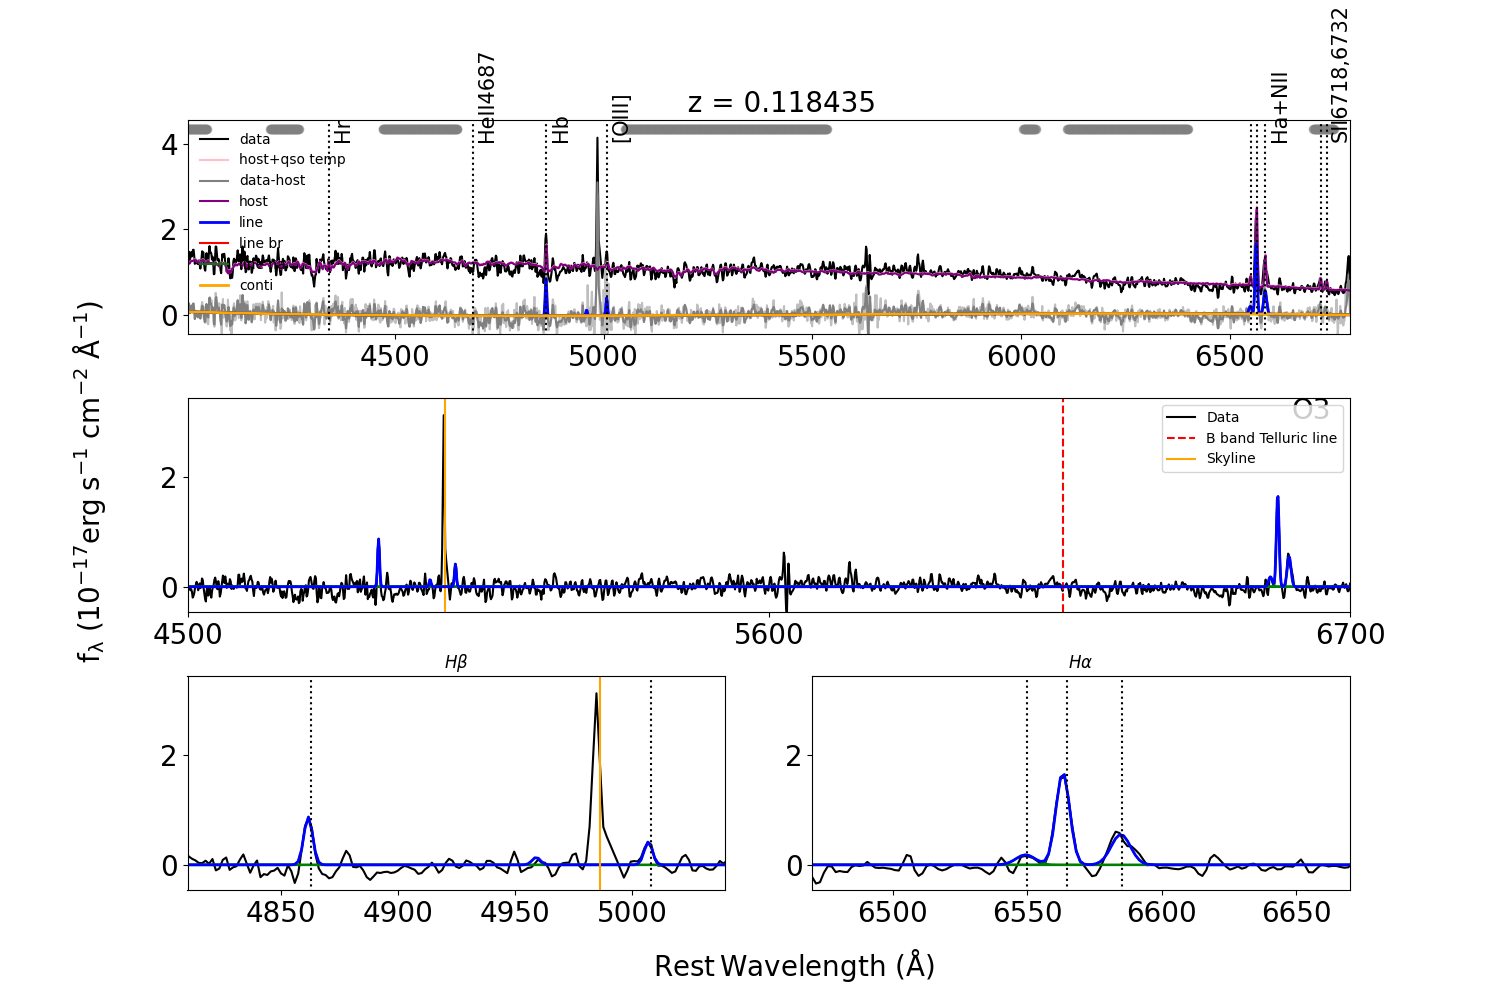 z = 0.118435
Hr
HeII4687
Hb
[OIII]
Ha+NII
SII6718,6732
data
host+qso temp
data-host
host
line
line br
conti
4
2
0
4500
5000
5500
6000
6500
O3
Data
B band Telluric line
Skyline
2
0
4500
5600
6700
fλ (10⁻¹⁷erg s⁻¹ cm⁻² Å⁻¹)
Hβ
2
0
4850
4900
4950
5000
Hα
2
0
6500
6550
6600
6650
Rest Wavelength (Å)